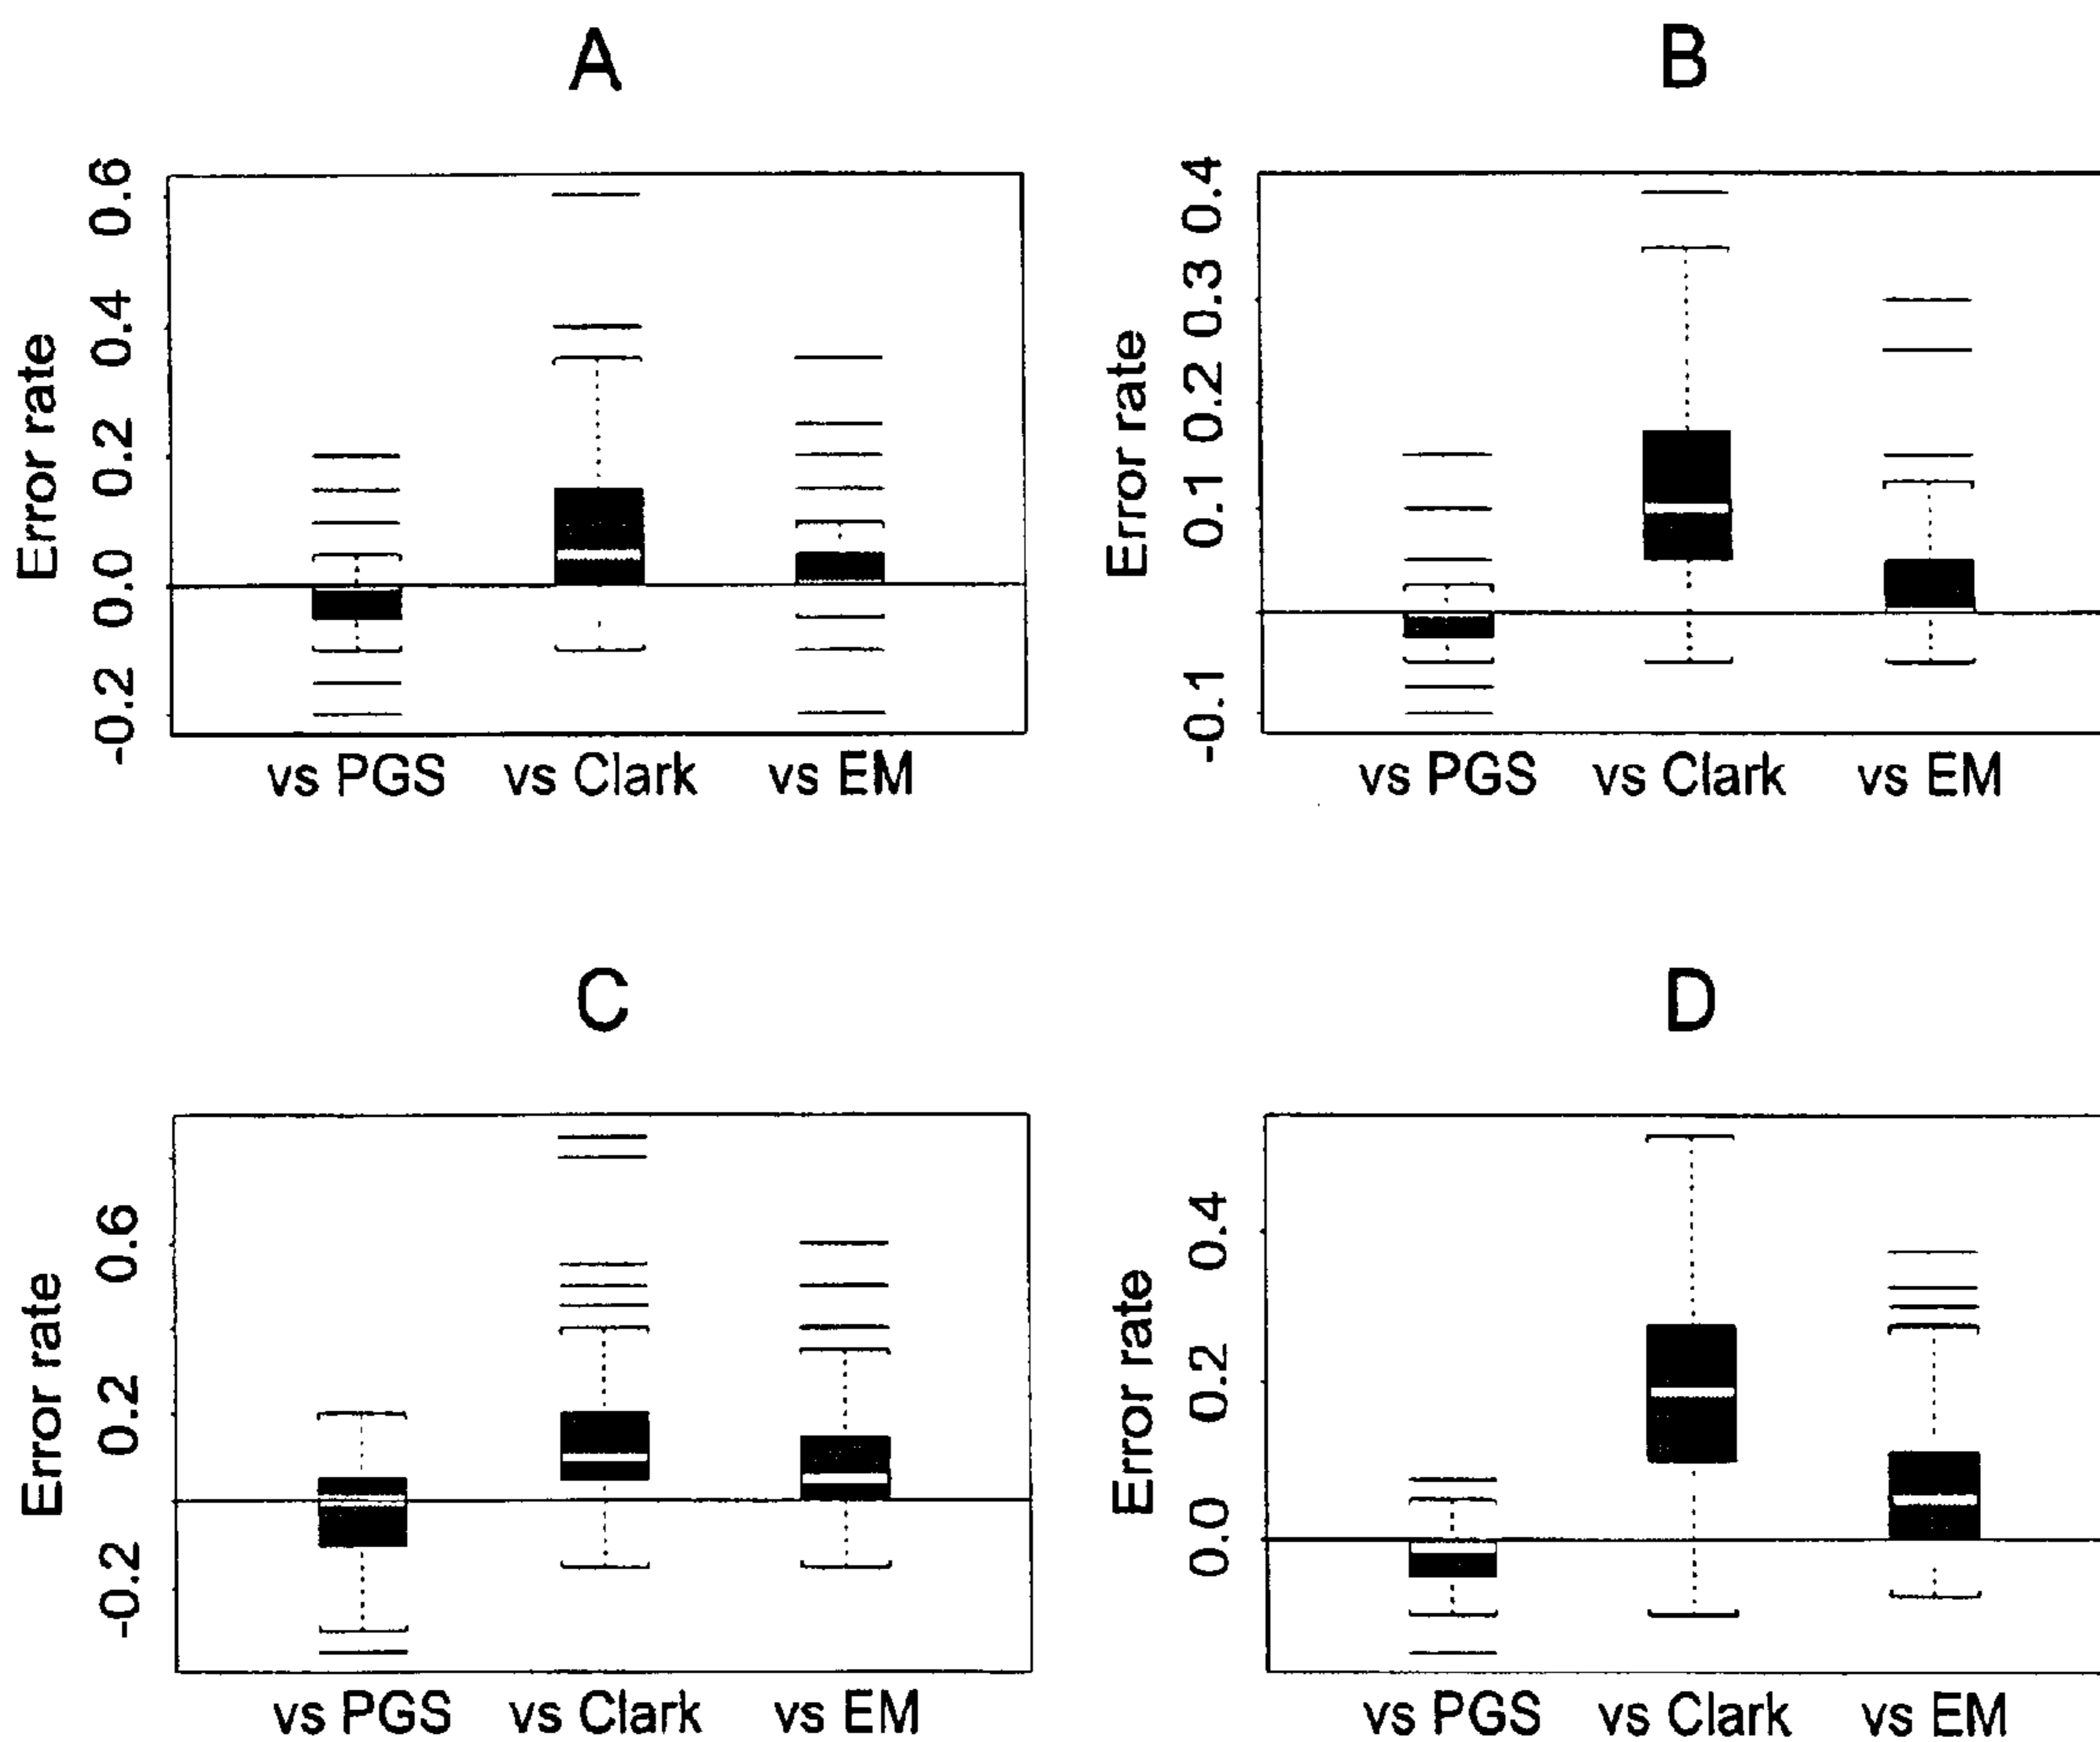 A
Error rate
-0.2 0.0 0.2 0.4 0.6
vs PGS vs Clark vs EM
B
Error rate
-0.1 0.1 0.2 0.3 0.4
vs PGS vs Clark vs EM
C
Error rate
-0.2 0.2 0.6
vs PGS vs Clark vs EM
D
Error rate
0.0 0.2 0.4
vs PGS vs Clark vs EM